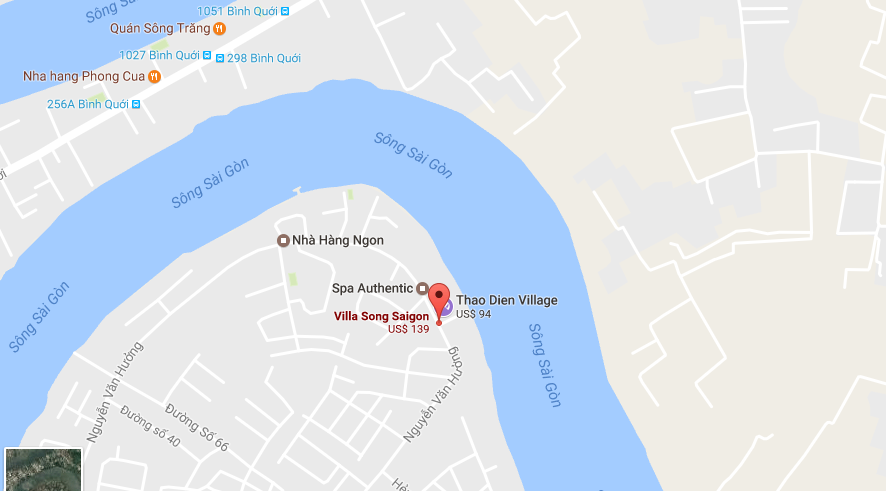 Sông Sài
1051 Bình Quới
Quán Sông Trăng
1027 Bình Quới
298 Bình Quới
Nha hang Phong Cua
256A Bình Quới
Sông Sài Gòn
Sông Sài Gòn
Nhà Hàng Ngon
Sông Sài Gòn
Spa Authentic
Thao Dien Village
US$ 94
Villa Song Saigon
US$ 139
Sông Sài Gòn
Nguyễn Văn Hưởng
Nguyễn Văn Hưởng
Đường Số 66
Đường số 40